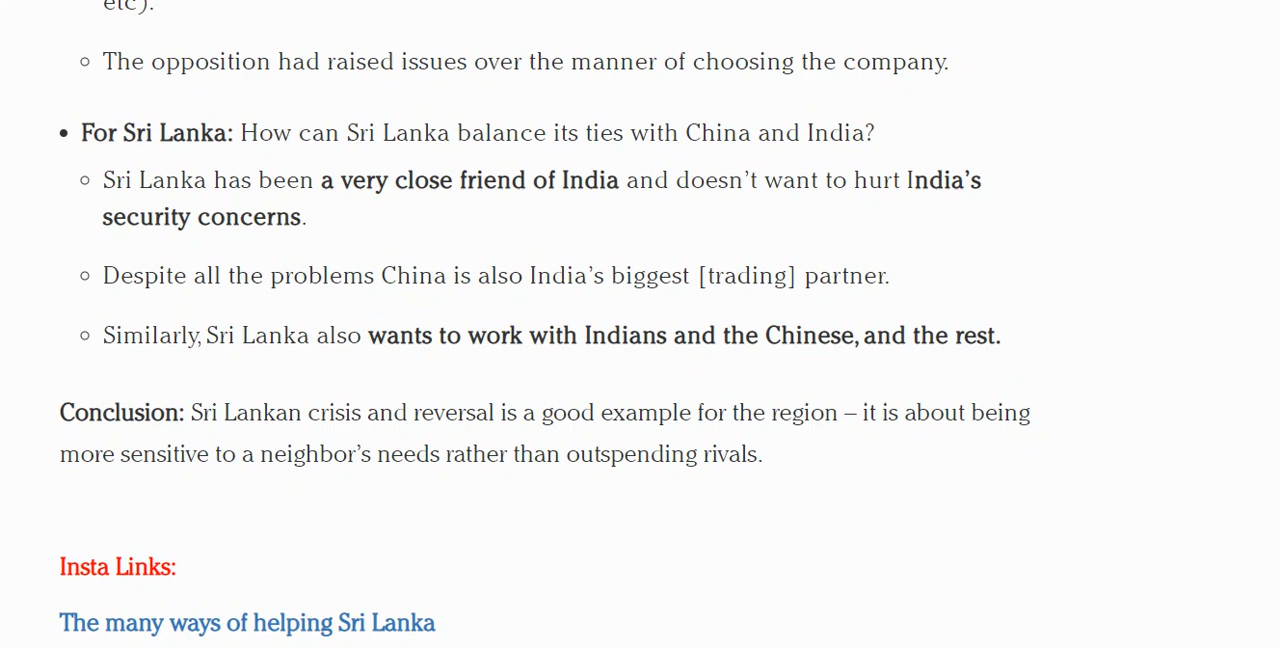 etc).
The opposition had raised issues over the manner of choosing the company.
For Sri Lanka: How can Sri Lanka balance its ties with China and India?
Sri Lanka has been a very close friend of India and doesn’t want to hurt India’s
security concerns.
Despite all the problems China is also India’s biggest [trading] partner.
Similarly, Sri Lanka also wants to work with Indians and the Chinese, and the rest.
Conclusion: Sri Lankan crisis and reversal is a good example for the region – it is about being
more sensitive to a neighbor’s needs rather than outspending rivals.
Insta Links:
The many ways of helping Sri Lanka